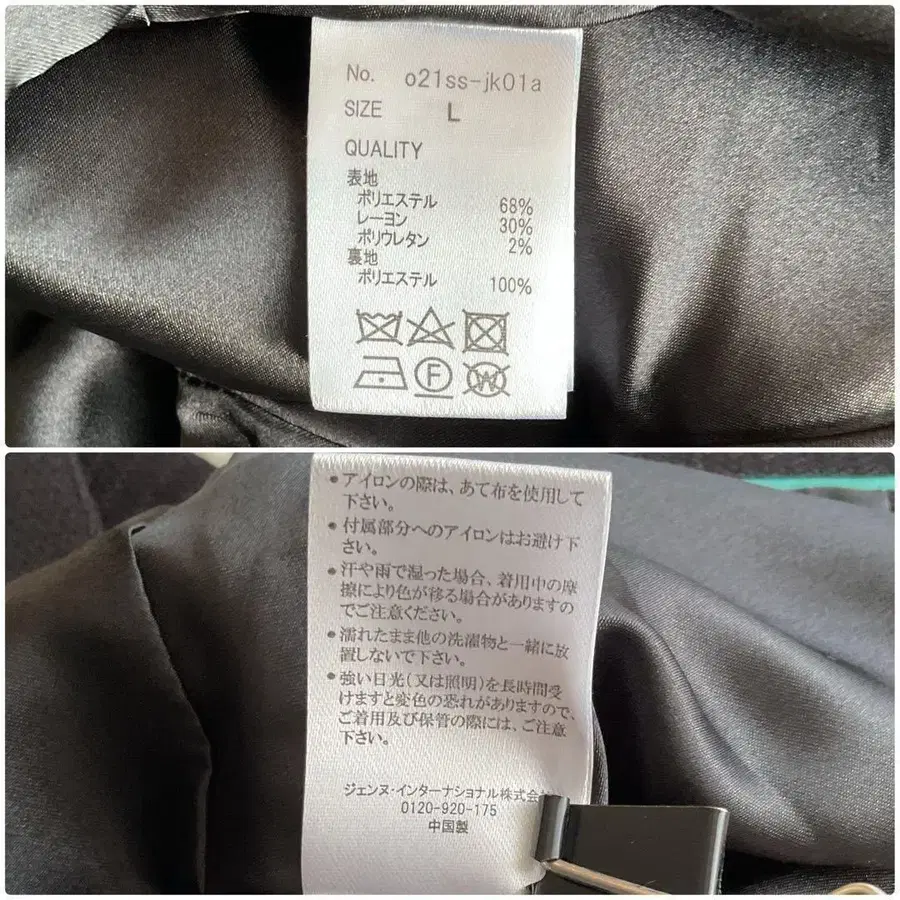 No. o21ss-jk01a
SIZE L
QUALITY
表地
ポリエステル 68%
レーヨン 30%
ポリウレタン 2%
裏地
ポリエステル 100%
F
W
●アイロンの際は、あて布を使用して
下さい。
●付属部分へのアイロンはお避け下
さい。
●汗や雨で湿った場合、着用中の摩
擦により色が移る場合がありますの
でご注意ください。
●濡れたまま他の洗濯物と一緒に放
置しないで下さい。
●強い日光(又は照明)を長時間受
けますと変色の恐れがありますので、
ご着用及び保管の際には、ご注意
下さい。
ジェンヌ・インターナショナル株式会
0120-920-175
中国製